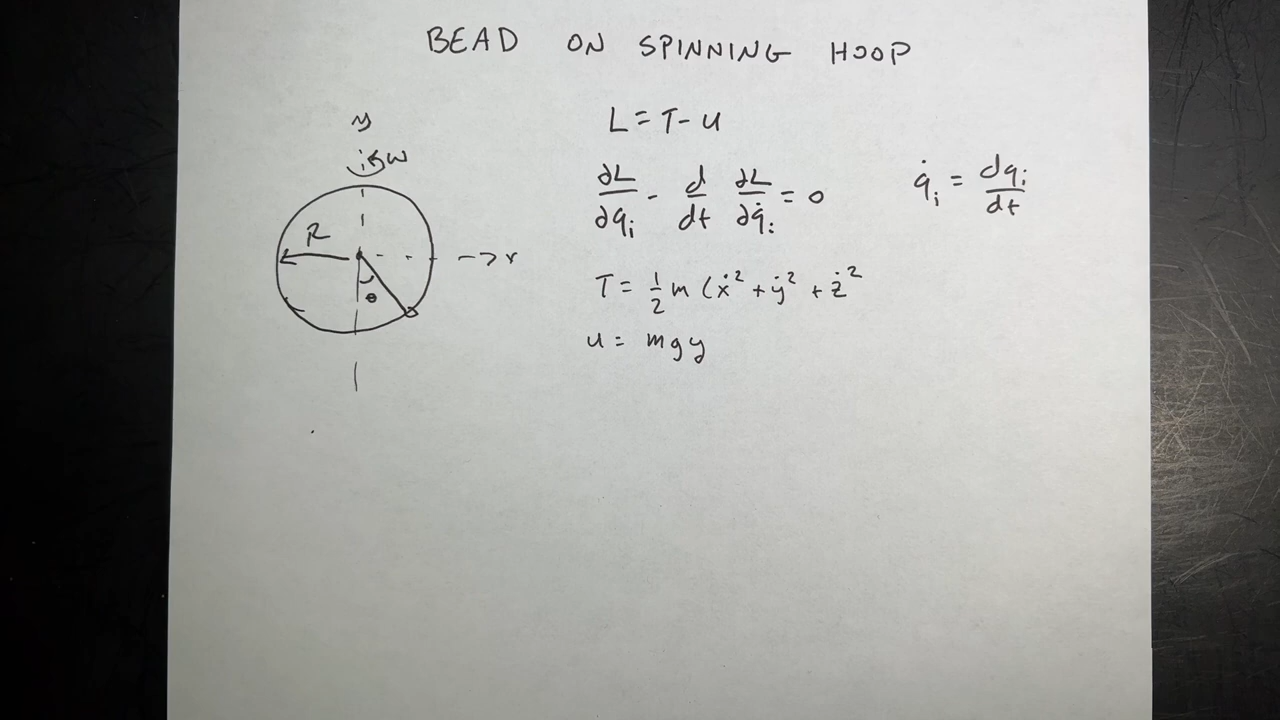 BEAD ON SPINNING HOOP
y
ω
R
θ
-> x
L = T - U
∂L/∂qᵢ - d/dt ∂L/∂q̇ᵢ = 0
q̇ᵢ = dqᵢ/dt
T = 1/2 m (ẋ² + ẏ² + ż²
U = mgy